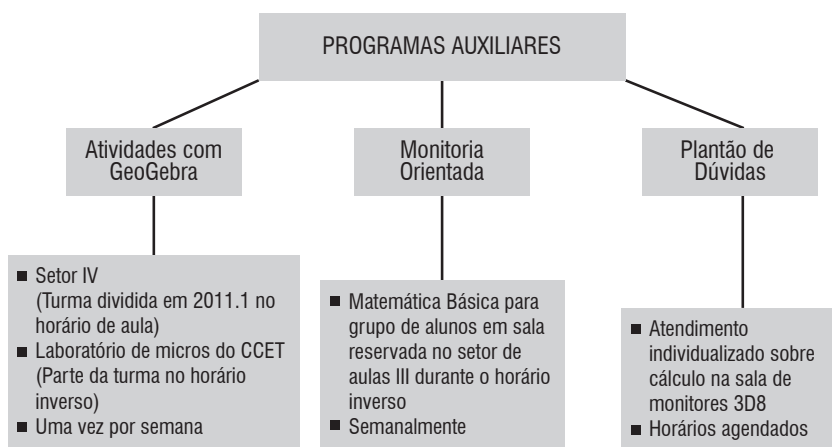 PROGRAMAS AUXILIARES
Atividades com
GeoGebra
Monitoria
Orientada
Plantão de
Dúvidas
■ Setor IV
(Turma dividida em 2011.1 no
horário de aula)
■ Laboratório de micros do CCET
(Parte da turma no horário
inverso)
■ Uma vez por semana
■ Matemática Básica para
grupo de alunos em sala
reservada no setor de
aulas III durante o horário
inverso
■ Semanalmente
■ Atendimento
individualizado sobre
cálculo na sala de
monitores 3D8
■ Horários agendados